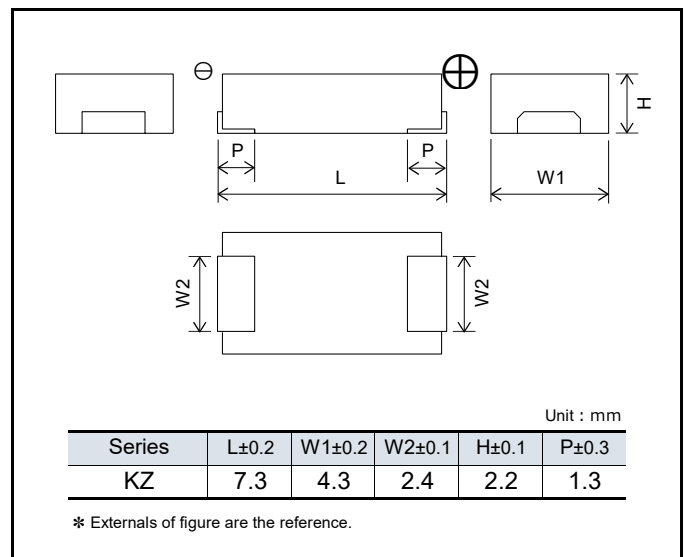 ⊖ ⊕
H
P P
L W1
W2 W2
Unit : mm
Series L±0.2 W1±0.2 W2±0.1 H±0.1 P±0.3
KZ 7.3 4.3 2.4 2.2 1.3
✻ Externals of figure are the reference.